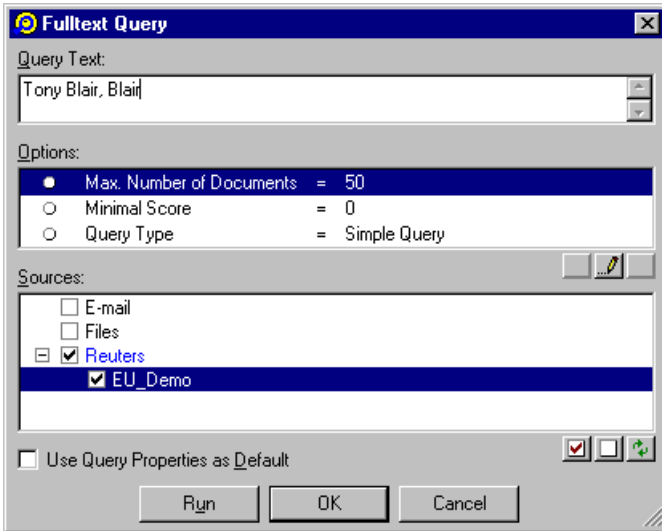 Fulltext Query
Query Text:
Tony Blair, Blair
Options:
Max. Number of Documents = 50
Minimal Score = 0
Query Type = Simple Query
Sources:
E-mail
Files
Reuters
EU_Demo
Use Query Properties as Default
Run OK Cancel